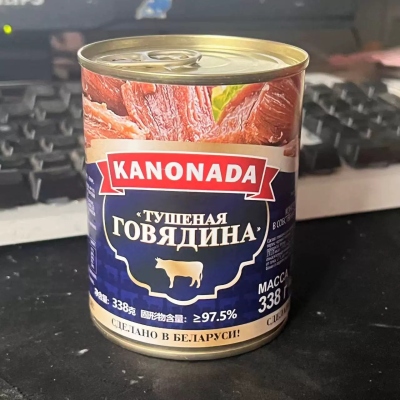 KANONADA
«ТУШЕНАЯ
ГОВЯДИНА»
净含量: 338克 固形物含量: ≥97.5%
СДЕЛАНО В БЕЛАРУСИ!
МАССА
338 Г